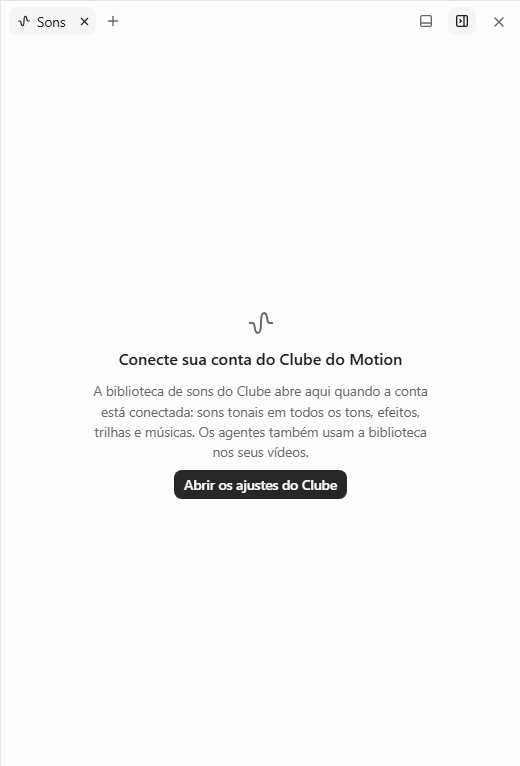 Sons
Conecte sua conta do Clube do Motion
A biblioteca de sons do Clube abre aqui quando a conta
está conectada: sons tonais em todos os tons, efeitos,
trilhas e músicas. Os agentes também usam a biblioteca
nos seus vídeos.
Abrir os ajustes do Clube